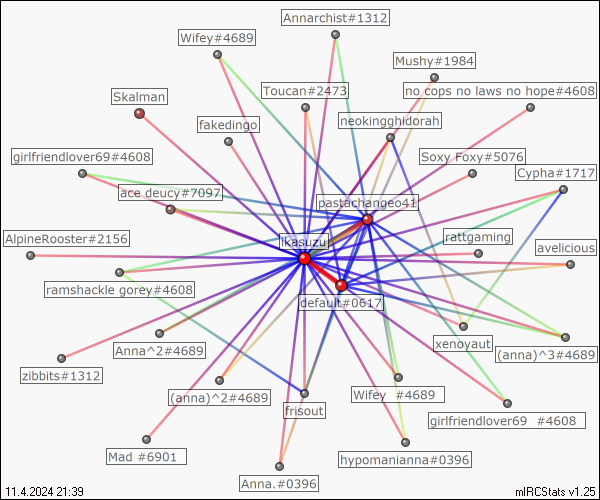 Annarchist#1312
Wifey#4689
Mushy#1984
Toucan#2473
no cops no laws no hope#4608
Skalman
fakedingo
neokingghidorah
girlfriendlover69#4608
Soxy Foxy#5076
Cypha#1717
ace deucy#7097
pastachangeo41
AlpineRooster#2156
ikasuzu
rattgaming
avelicious
ramshackle gorey#4608
default#0617
Anna^2#4689
xenoyaut
(anna)^3#4689
zibbits#1312
(anna)^2#4689
frisout
Wifey #4689
girlfriendlover69 #4608
Mad #6901
hypomanianna#0396
Anna.#0396
11.4.2024 21:39
mIRCStats v1.25